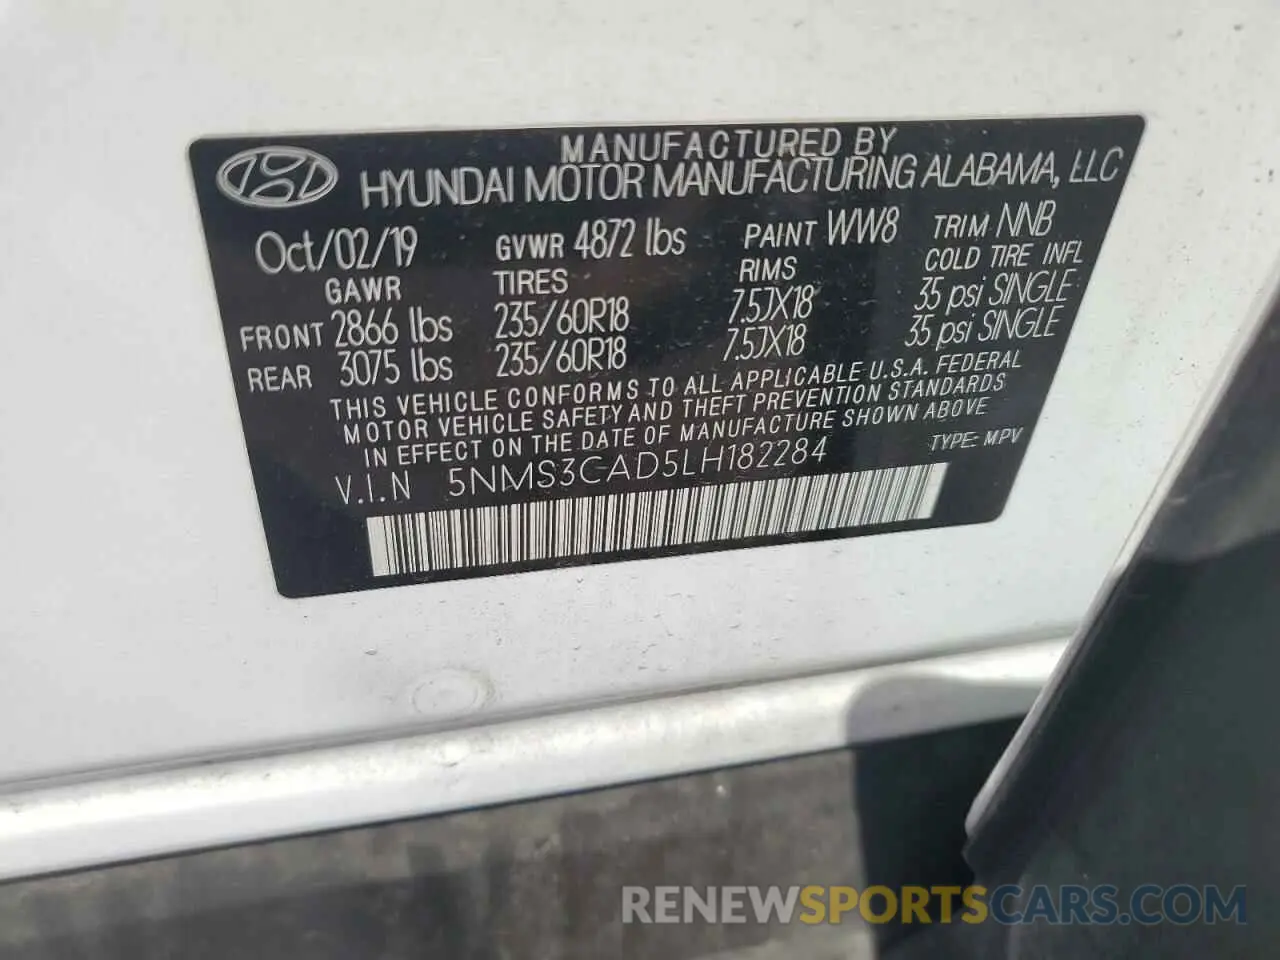 MANUFACTURED BY
HYUNDAI MOTOR MANUFACTURING ALABAMA, LLC
Oct/02/19 GVWR 4872 lbs PAINT WW8 TRIM NNB
GAWR TIRES RIMS COLD TIRE INFL
FRONT 2866 lbs 235/60R18 7.5JX18 35 psi SINGLE
REAR 3075 lbs 235/60R18 7.5JX18 35 psi SINGLE
THIS VEHICLE CONFORMS TO ALL APPLICABLE U.S.A. FEDERAL
MOTOR VEHICLE SAFETY AND THEFT PREVENTION STANDARDS
IN EFFECT ON THE DATE OF MANUFACTURE SHOWN ABOVE
V.I.N 5NMS3CAD5LH182284 TYPE: MPV
RENEWSPORTSCARS.COM